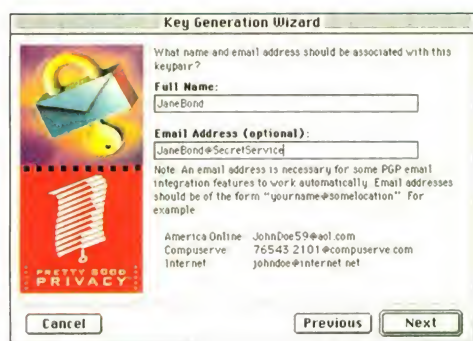 Key Generation Wizard
What name and email address should be associated with this
keypair?
Full Name:
JaneBond
Email Address (optional):
JaneBond@SecretService
Note: An email address is necessary for some PGP email
integration features to work automatically. Email addresses
should be of the form "yourname@somelocation" For
example
America Online JohnDoe59@aol.com
Compuserve 76543 2101@compuserve.com
Internet johndoe@internet.net
PRETTY GOOD
PRIVACY
Cancel
Previous
Next